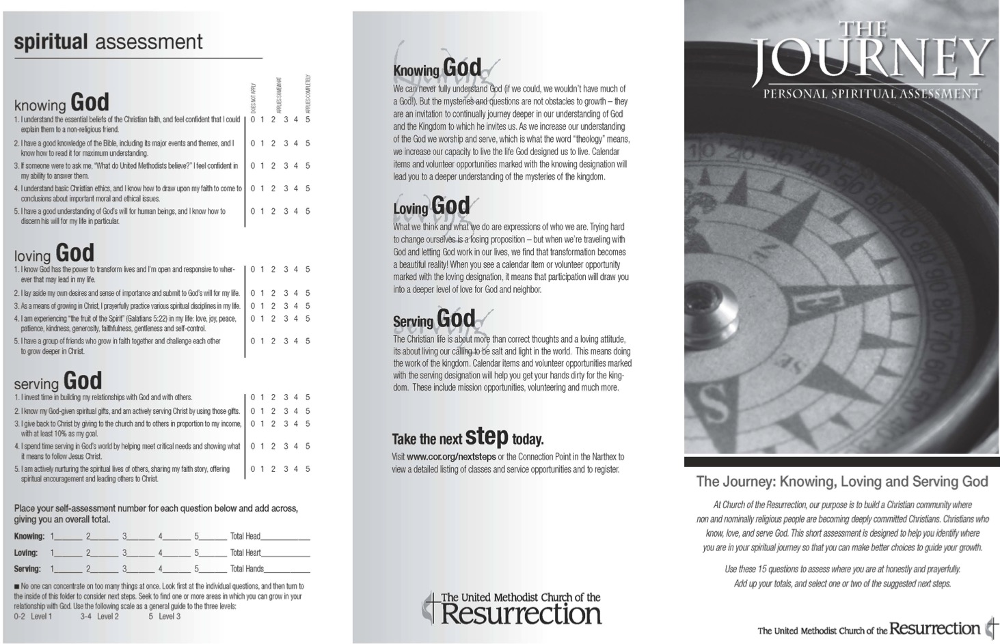 spiritual assessment
DOES NOT APPLY
APPLIES SOMEWHAT
APPLIES COMPLETELY
knowing God
1. I understand the essential beliefs of the Christian faith, and feel confident that I could 0 1 2 3 4 5
explain them to a non-religious friend.
2. I have a good knowledge of the Bible, including its major events and themes, and I 0 1 2 3 4 5
know how to read it for maximum understanding.
3. If someone were to ask me, “What do United Methodists believe?” I feel confident in 0 1 2 3 4 5
my ability to answer them.
4. I understand basic Christian ethics, and I know how to draw upon my faith to come to 0 1 2 3 4 5
conclusions about important moral and ethical issues.
5. I have a good understanding of God’s will for human beings, and I know how to 0 1 2 3 4 5
discern his will for my life in particular.
loving God
1. I know God has the power to transform lives and I’m open and responsive to wher- 0 1 2 3 4 5
ever that may lead in my life.
2. I lay aside my own desires and sense of importance and submit to God’s will for my life. 0 1 2 3 4 5
3. As a means of growing in Christ, I prayerfully practice various spiritual disciplines in my life. 0 1 2 3 4 5
4. I am experiencing “the fruit of the Spirit” (Galatians 5:22) in my life: love, joy, peace, 0 1 2 3 4 5
patience, kindness, generosity, faithfulness, gentleness and self-control.
5. I have a group of friends who grow in faith together and challenge each other 0 1 2 3 4 5
to grow deeper in Christ.
serving God
1. I invest time in building my relationships with God and with others. 0 1 2 3 4 5
2. I know my God-given spiritual gifts, and am actively serving Christ by using those gifts. 0 1 2 3 4 5
3. I give back to Christ by giving to the church and to others in proportion to my income, 0 1 2 3 4 5
with at least 10% as my goal.
4. I spend time serving in God’s world by helping meet critical needs and showing what 0 1 2 3 4 5
it means to follow Jesus Christ.
5. I am actively nurturing the spiritual lives of others, sharing my faith story, offering 0 1 2 3 4 5
spiritual encouragement and leading others to Christ.
Place your self-assessment number for each question below and add across,
giving you an overall total.
Knowing: 1______ 2______ 3______ 4______ 5______ Total Head___________
Loving: 1______ 2______ 3______ 4______ 5______ Total Heart___________
Serving: 1______ 2______ 3______ 4______ 5______ Total Hands__________
■ No one can concentrate on too many things at once. Look first at the individual questions, and then turn to
the inside of this folder to consider next steps. Seek to find one or more areas in which you can grow in your
relationship with God. Use the following scale as a general guide to the three levels:
0-2 Level 1 3-4 Level 2 5 Level 3
knowing
Knowing God
We can never fully understand God (if we could, we wouldn’t have much of
a God!). But the mysteries and questions are not obstacles to growth – they
are an invitation to continually journey deeper in our understanding of God
and the Kingdom to which he invites us. As we increase our understanding
of the God we worship and serve, which is what the word “theology” means,
we increase our capacity to live the life God designed us to live. Calendar
items and volunteer opportunities marked with the knowing designation will
lead you to a deeper understanding of the mysteries of the kingdom.
loving
Loving God
What we think and what we do are expressions of who we are. Trying hard
to change ourselves is a losing proposition – but when we’re traveling with
God and letting God work in our lives, we find that transformation becomes
a beautiful reality! When you see a calendar item or volunteer opportunity
marked with the loving designation, it means that participation will draw you
into a deeper level of love for God and neighbor.
serving
Serving God
The Christian life is about more than correct thoughts and a loving attitude,
its about living our calling to be salt and light in the world. This means doing
the work of the kingdom. Calendar items and volunteer opportunities marked
with the serving designation will help you get your hands dirty for the king-
dom. These include mission opportunities, volunteering and much more.
Take the next step today.
Visit www.cor.org/nextsteps or the Connection Point in the Narthex to
view a detailed listing of classes and service opportunities and to register.
The United Methodist Church of the
Resurrection
THE
JOURNEY
PERSONAL SPIRITUAL ASSESSMENT
E
SE
S
The Journey: Knowing, Loving and Serving God
At Church of the Resurrection, our purpose is to build a Christian community where
non and nominally religious people are becoming deeply committed Christians. Christians who
know, love, and serve God. This short assessment is designed to help you identify where
you are in your spiritual journey so that you can make better choices to guide your growth.
Use these 15 questions to assess where you are at honestly and prayerfully.
Add up your totals, and select one or two of the suggested next steps.
The United Methodist Church of the Resurrection